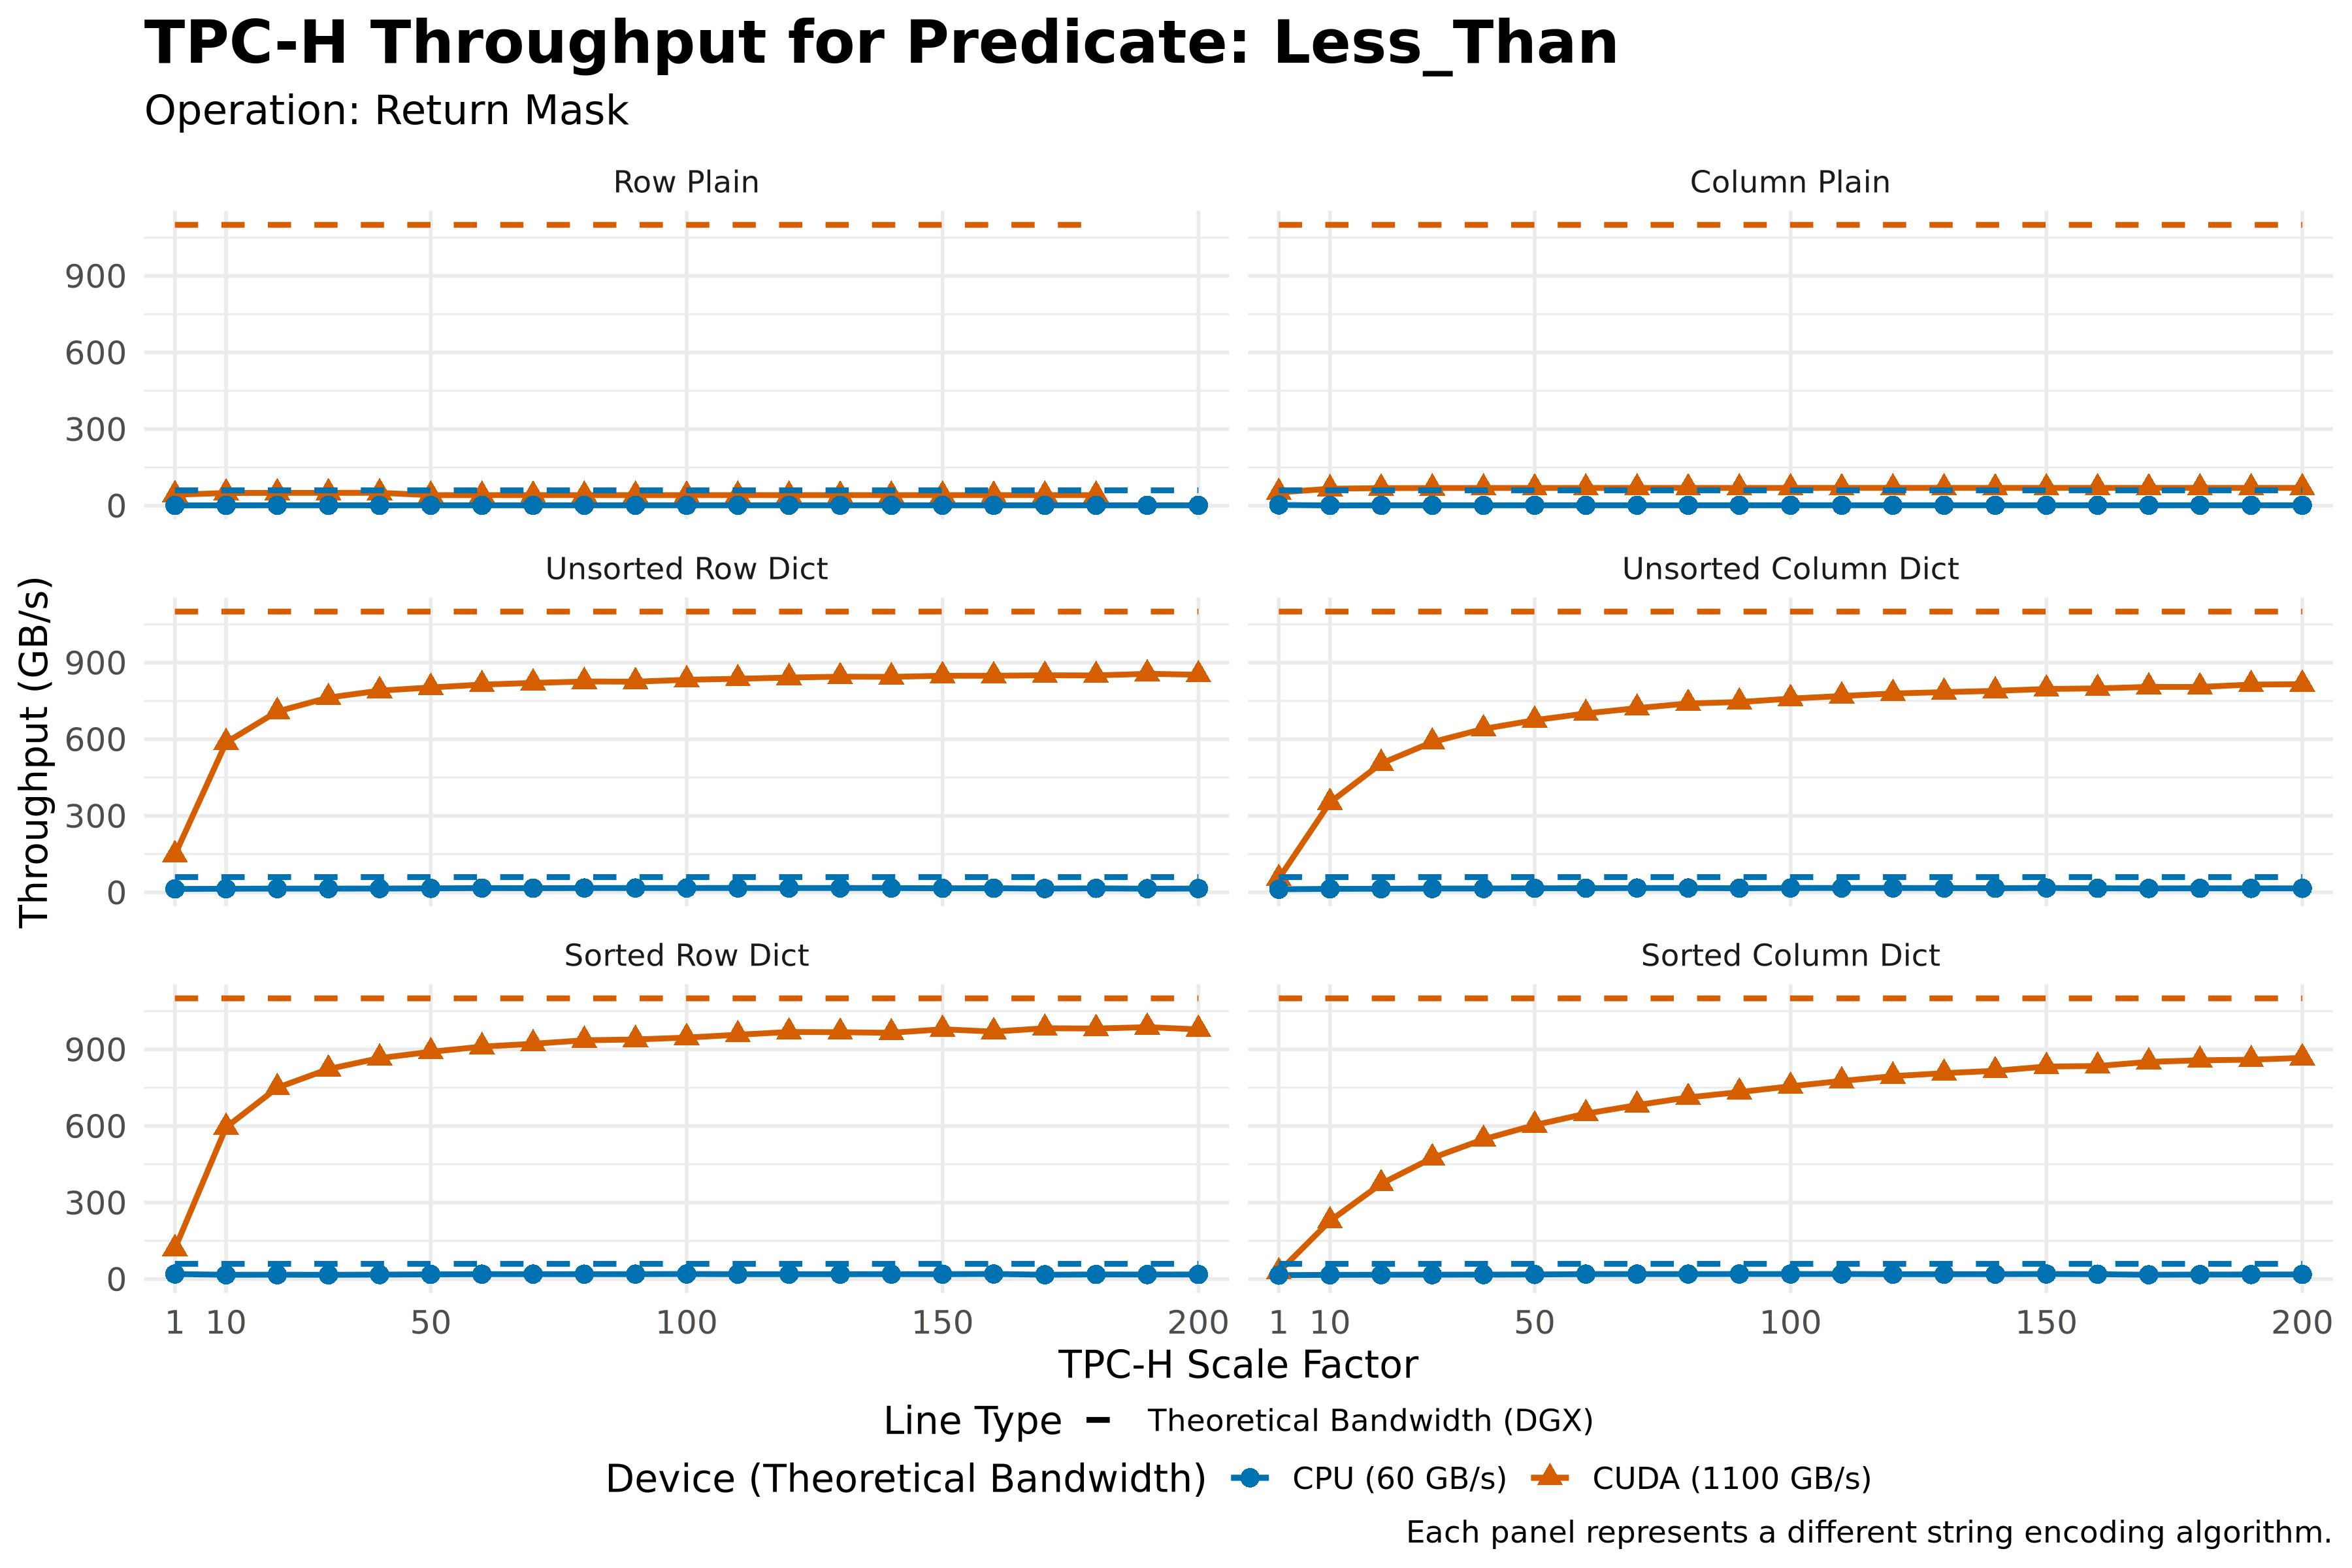 TPC-H Throughput for Predicate: Less_Than
Operation: Return Mask
Row Plain
Column Plain
900
600
300
0
Unsorted Row Dict
Unsorted Column Dict
900
600
300
0
Throughput (GB/s)
Sorted Row Dict
Sorted Column Dict
900
600
300
0
1 10 50 100 150 200
1 10 50 100 150 200
TPC-H Scale Factor
Line Type Theoretical Bandwidth (DGX)
Device (Theoretical Bandwidth) CPU (60 GB/s) CUDA (1100 GB/s)
Each panel represents a different string encoding algorithm.